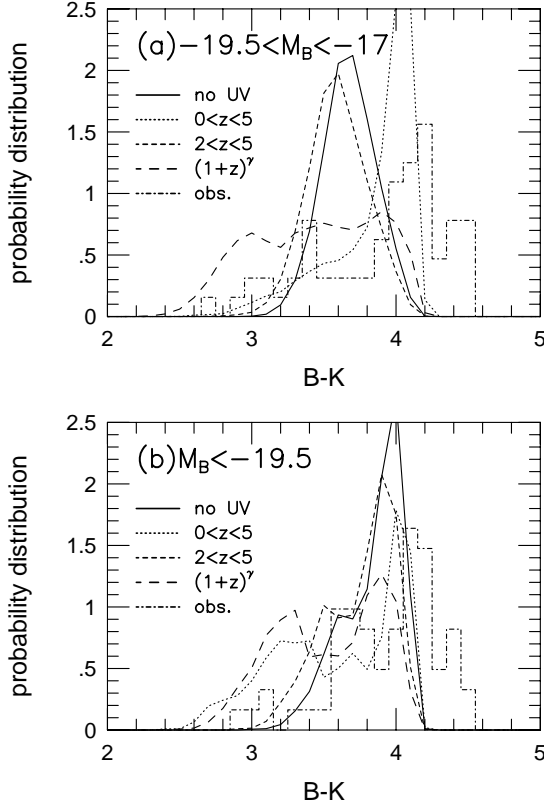 2.5
(a)−19.5<M_B<−17
2
no UV
0<z<5
1.5
2<z<5
(1+z)^γ
1
obs.
.5
0
2 3 4 5
probability distribution
B-K
2.5
(b)M_B<−19.5
2
no UV
0<z<5
1.5
2<z<5
(1+z)^γ
1
obs.
.5
0
2 3 4 5
probability distribution
B-K